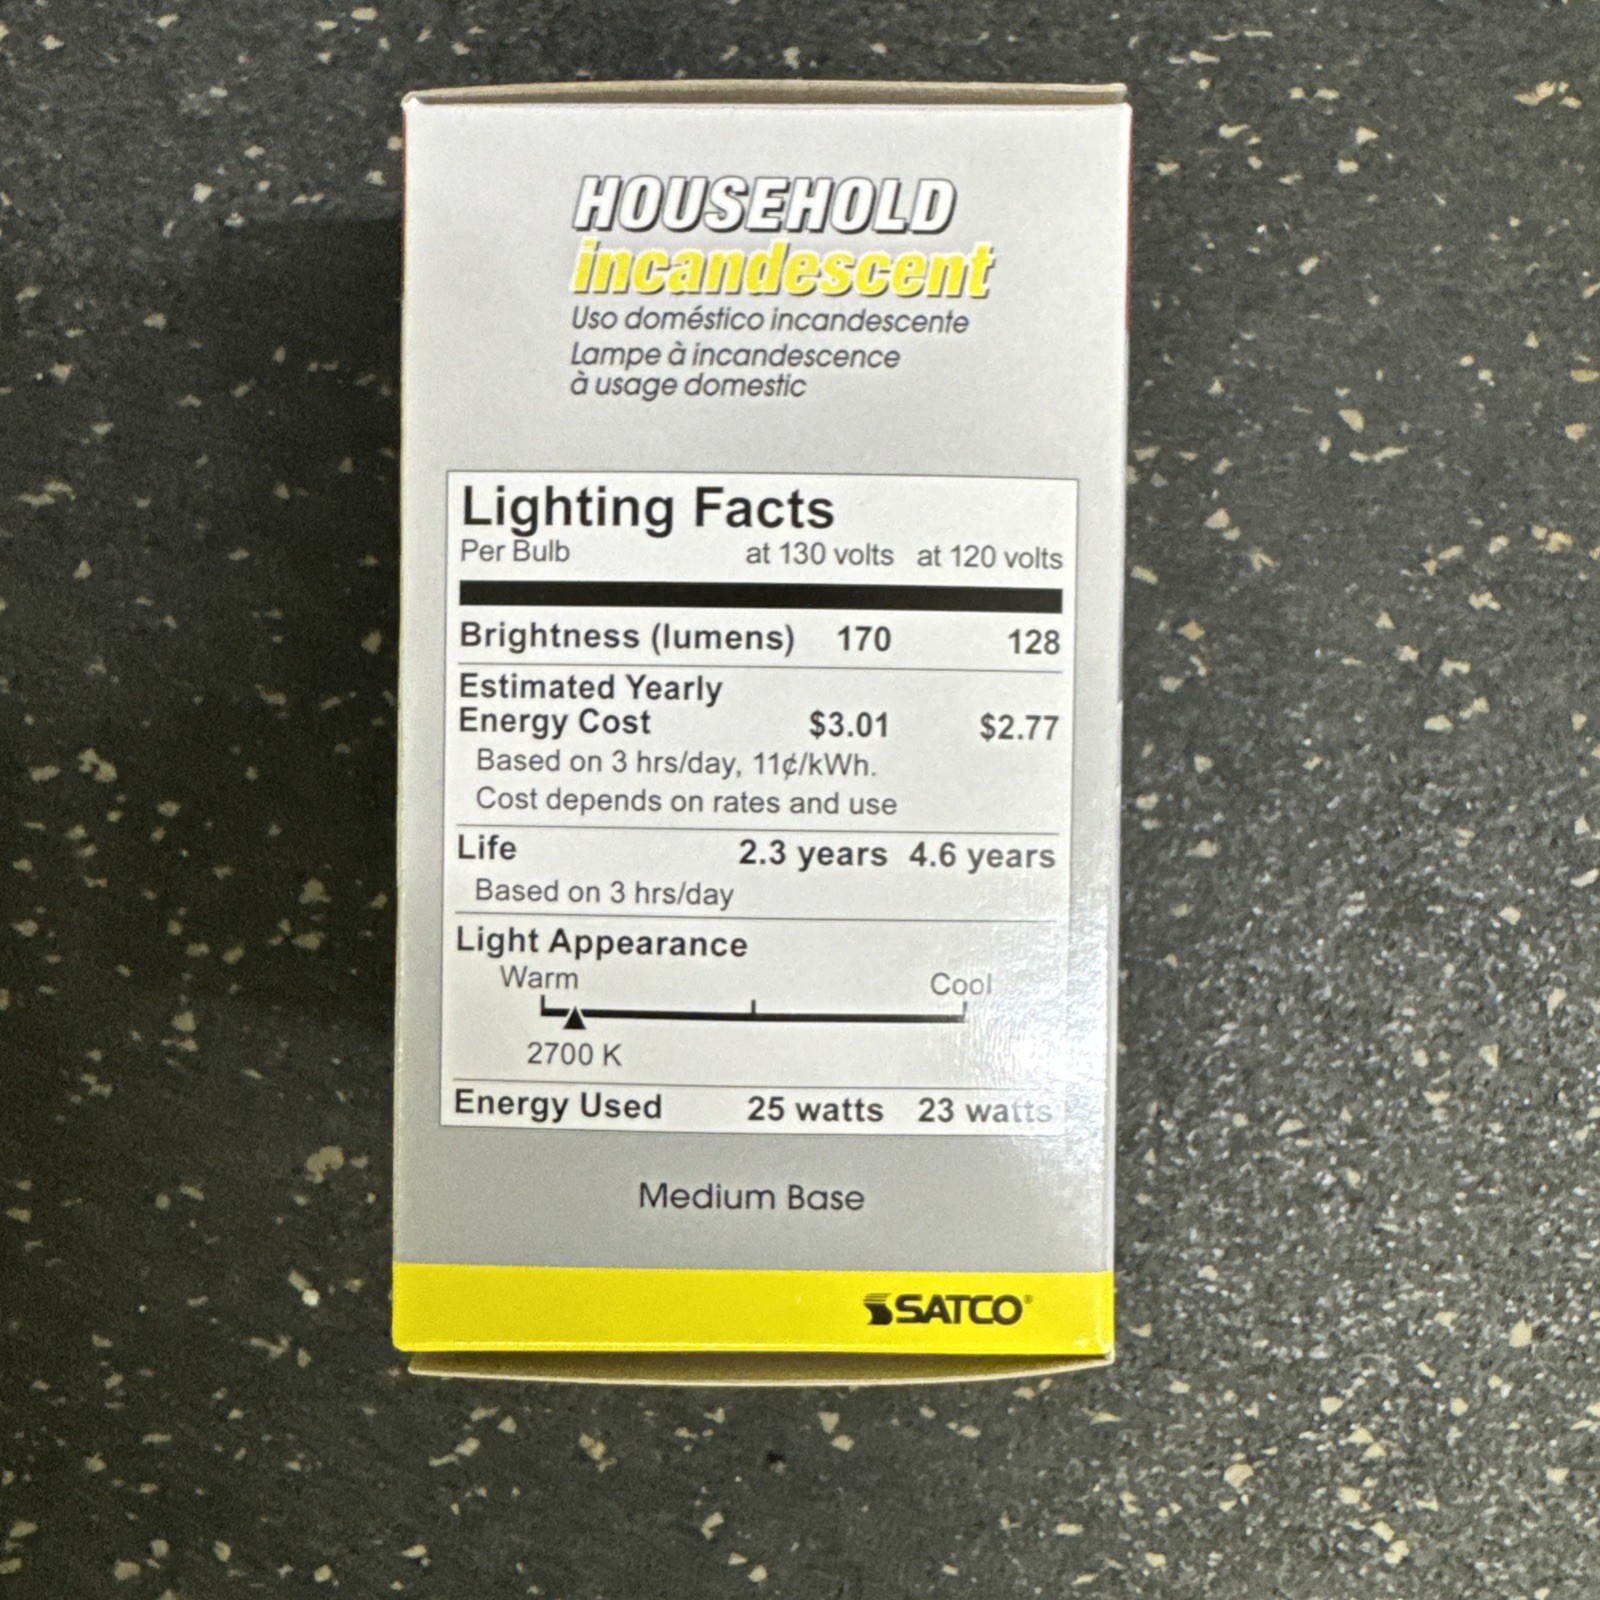 HOUSEHOLD
incandescent
Uso doméstico incandescente
Lampe à incandescence
à usage domestic
Lighting Facts
Per Bulb at 130 volts at 120 volts
Brightness (lumens) 170 128
Estimated Yearly
Energy Cost $3.01 $2.77
Based on 3 hrs/day, 11¢/kWh.
Cost depends on rates and use
Life 2.3 years 4.6 years
Based on 3 hrs/day
Light Appearance
Warm Cool
2700 K
Energy Used 25 watts 23 watts
Medium Base
SATCO®